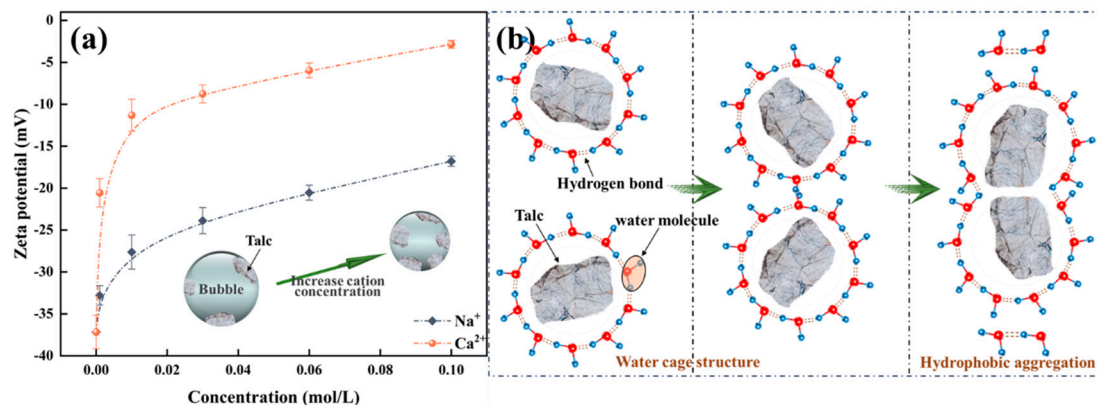 (a)
Zeta potential (mV)
0
-5
-10
-15
-20
-25
-30
-35
-40
0.00
0.02
0.04
0.06
0.08
0.10
Concentration (mol/L)
Talc
Bubble
Increase cation
concentration
Na⁺
Ca²⁺
(b)
Hydrogen bond
Talc
water molecule
Water cage structure
Hydrophobic aggregation